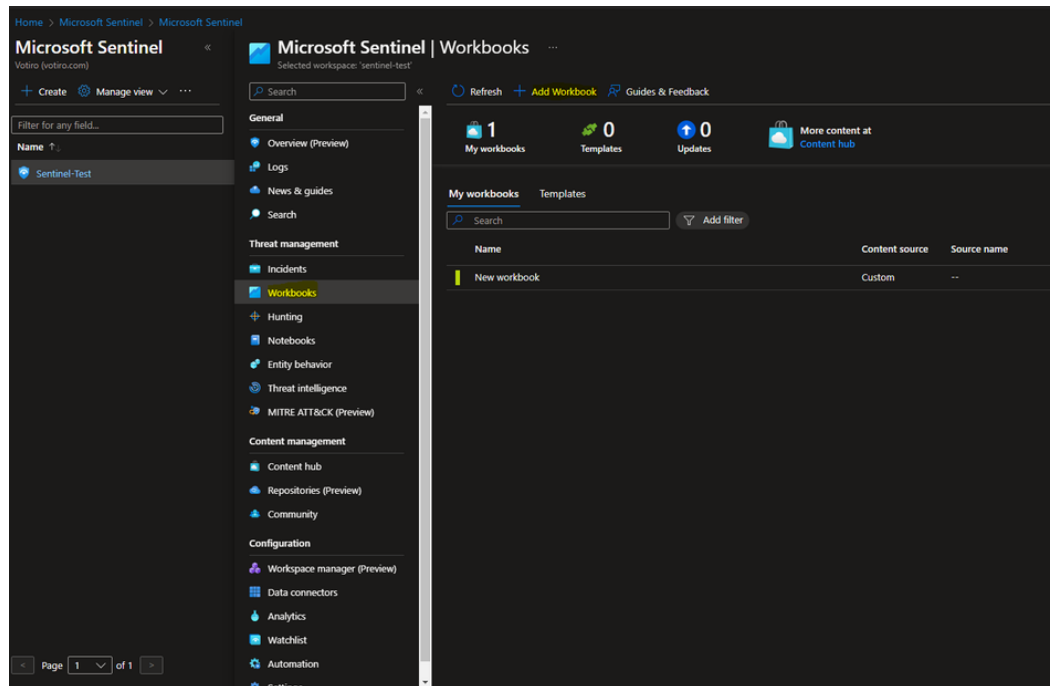 Home > Microsoft Sentinel > Microsoft Sentinel
Microsoft Sentinel «
Votiro (votiro.com)
+ Create Manage view ···
Filter for any field...
Name ↑↓
Sentinel-Test
< Page 1 of 1 >
Microsoft Sentinel | Workbooks ···
Selected workspace: 'sentinel-test'
Search «
General
Overview (Preview)
Logs
News & guides
Search
Threat management
Incidents
Workbooks
Hunting
Notebooks
Entity behavior
Threat intelligence
MITRE ATT&CK (Preview)
Content management
Content hub
Repositories (Preview)
Community
Configuration
Workspace manager (Preview)
Data connectors
Analytics
Watchlist
Automation
Refresh + Add Workbook Guides & Feedback
1 0 0 More content at
My workbooks Templates Updates Content hub
My workbooks Templates
Search Add filter
Name Content source Source name
New workbook Custom --